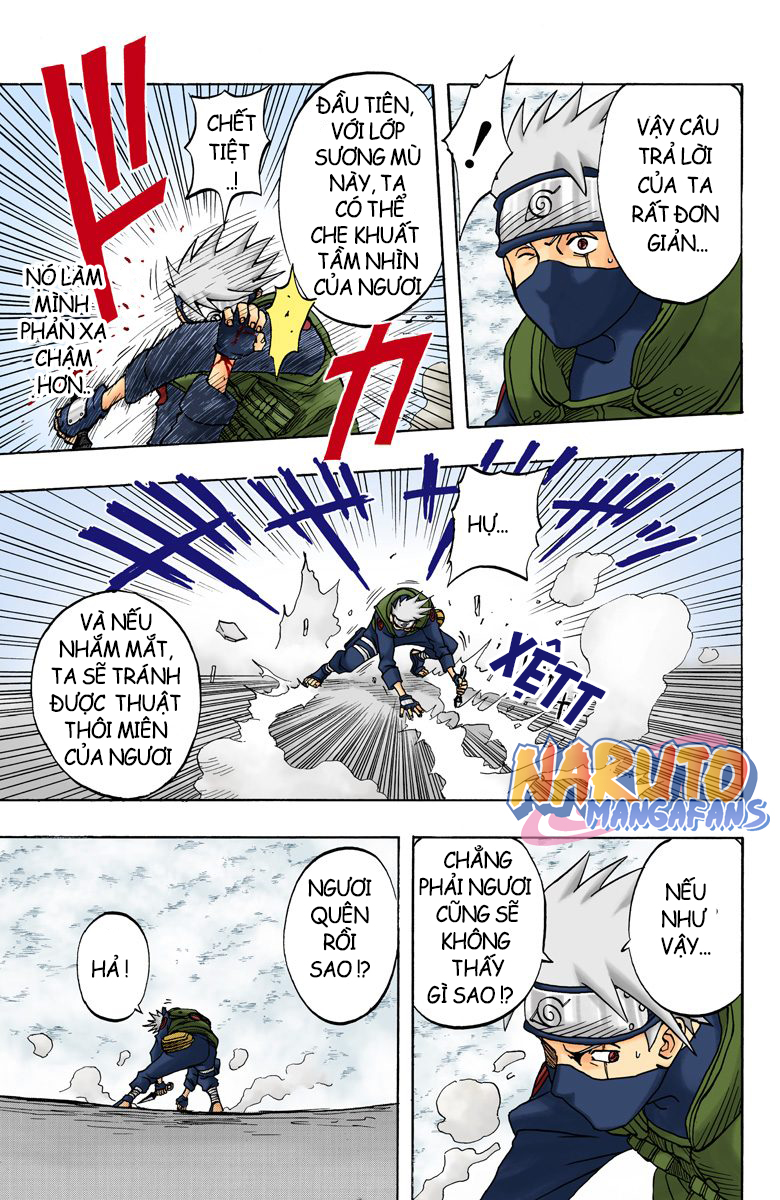 VẬY CÂU
TRẢ LỜI
CỦA TA
RẤT ĐƠN
GIẢN...
!
ĐẦU TIÊN,
VỚI LỚP
SƯƠNG MÙ
NÀY, TA
CÓ THỂ
CHE KHUẤT
TẦM NHÌN
CỦA NGƯƠI
CHẾT
TIỆT
...!
NÓ LÀM
MÌNH
PHẢN XẠ
CHẬM
HƠN...
ドカ
HỰ...
XỆTT
VÀ NẾU
NHẮM MẮT,
TA SẼ TRÁNH
ĐƯỢC THUẬT
THÔI MIÊN
CỦA NGƯƠI
NARUTO
MANGAFANS
NẾU
NHƯ
VẬY...
CHẲNG
PHẢI NGƯƠI
CŨNG SẼ
KHÔNG
THẤY
GÌ SAO !?
NGƯƠI
QUÊN
RỒI
SAO !?
HẢ !